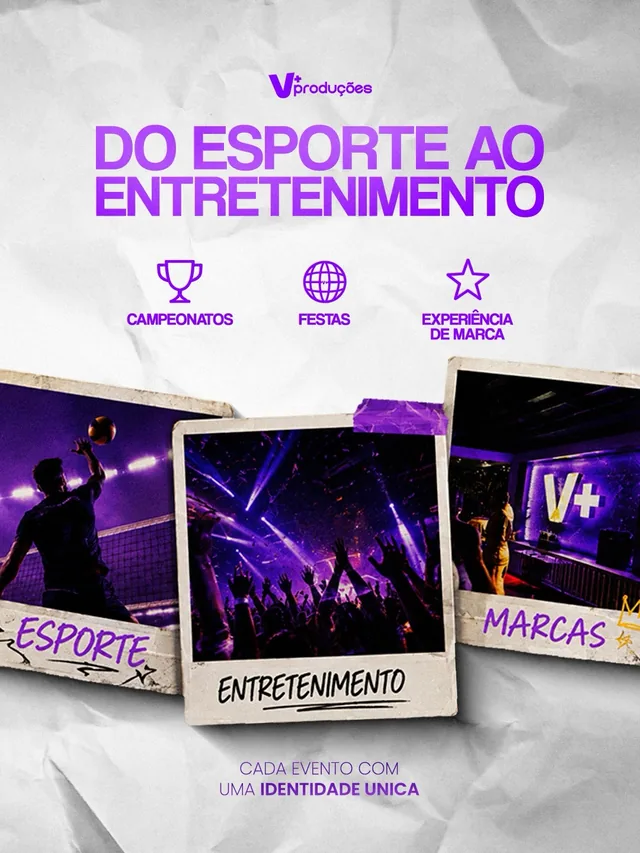 V+produções
DO ESPORTE AO
ENTRETENIMENTO
CAMPEONATOS
FESTAS
EXPERIÊNCIA
DE MARCA
V+
ESPORTE
ENTRETENIMENTO
MARCAS
CADA EVENTO COM
UMA IDENTIDADE UNICA